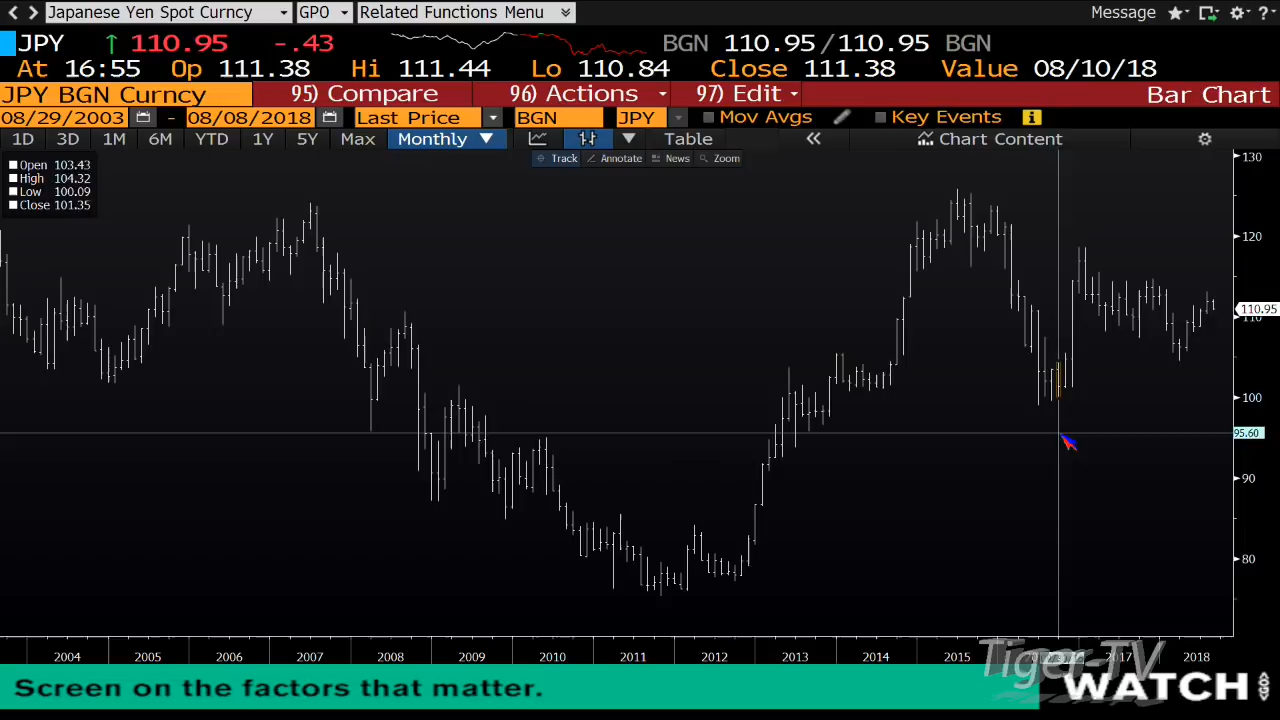 Japanese Yen Spot Curncy GPO Related Functions Menu Message
JPY ↑ 110.95 -.43 BGN 110.95/110.95 BGN
At 16:55 Op 111.38 Hi 111.44 Lo 110.84 Close 111.38 Value 08/10/18
JPY BGN Curncy 95) Compare 96) Actions 97) Edit Bar Chart
08/29/2003 - 08/08/2018 Last Price BGN JPY Mov Avgs Key Events
1D 3D 1M 6M YTD 1Y 5Y Max Monthly ▼ Table « Chart Content
Track Annotate News Zoom
Open 103.43
High 104.32
Low 100.09
Close 101.35
130
120
110.95
110
100
95.60
90
80
2004 2005 2006 2007 2008 2009 2010 2011 2012 2013 2014 2015 2017 2018
Tiger-TV
Screen on the factors that matter.
WATCH